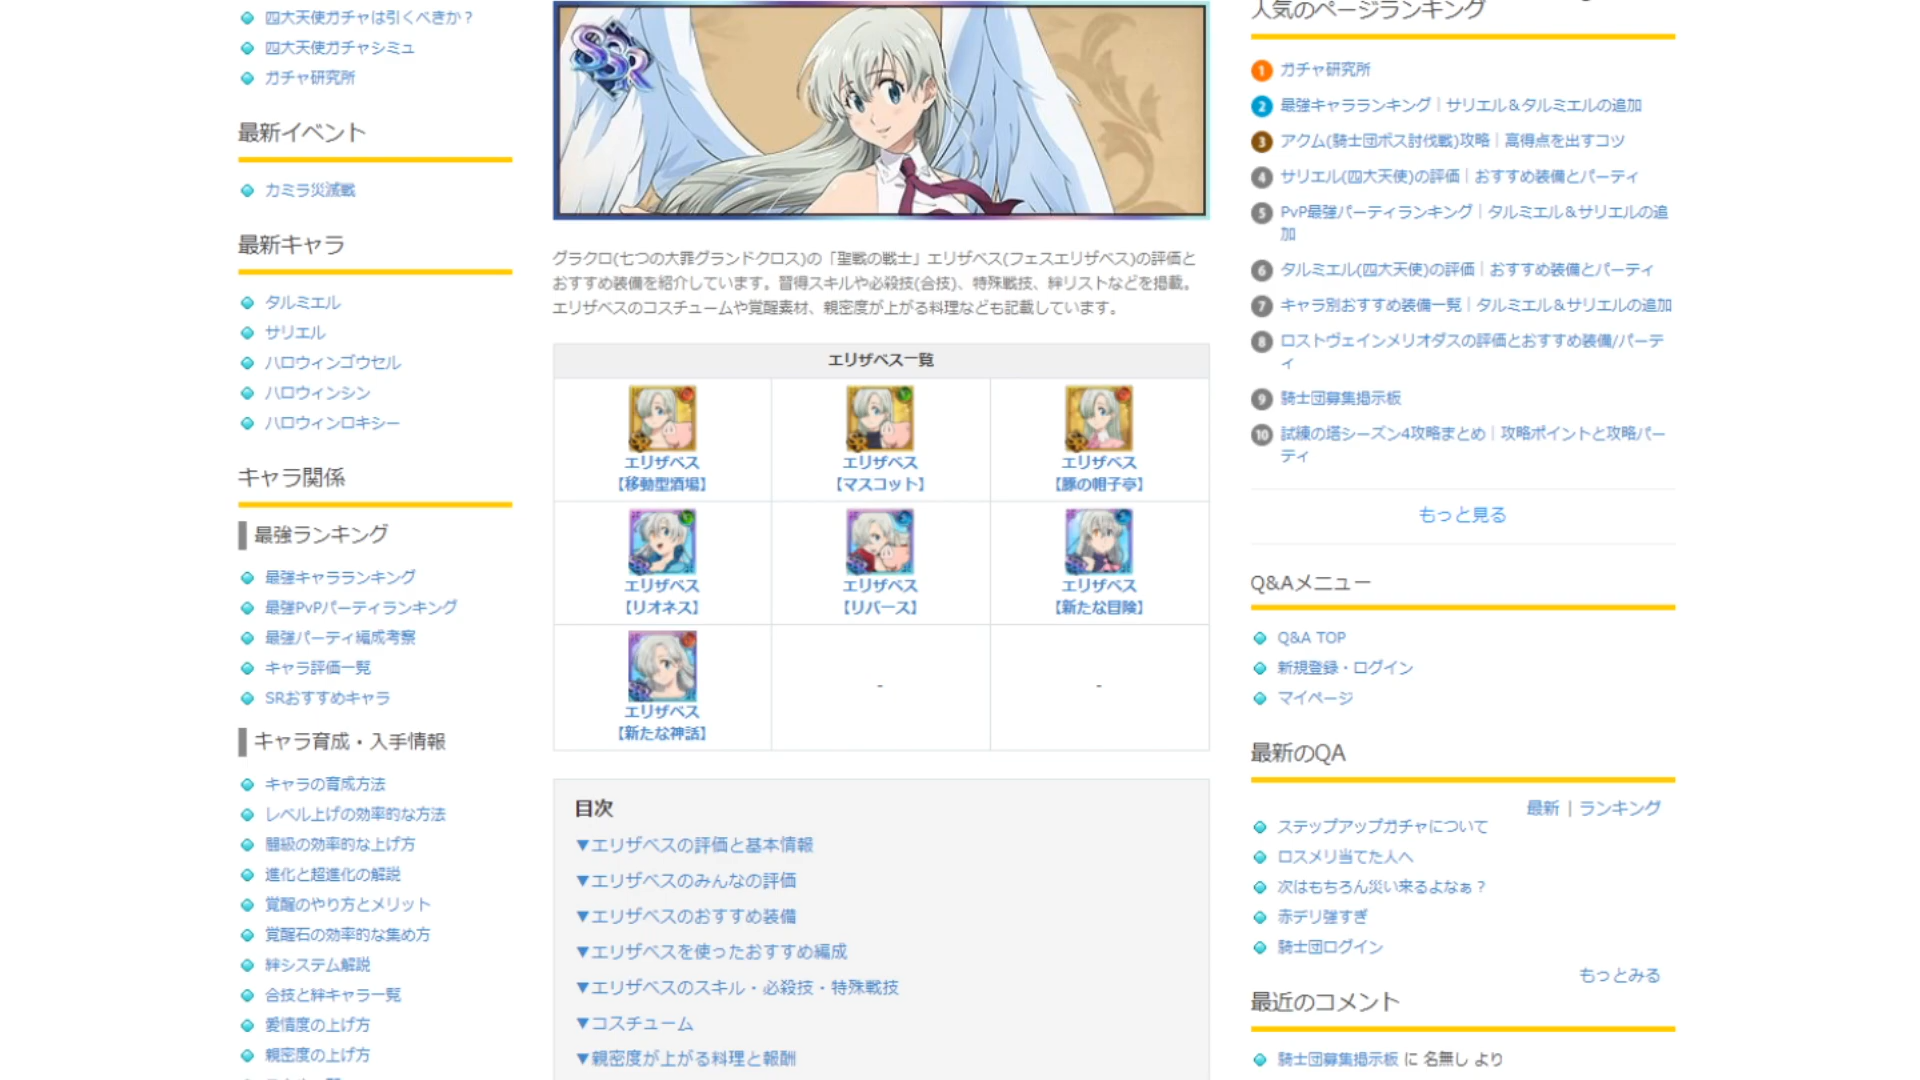 四大天使ガチャは引くべきか？
四大天使ガチャシミュ
ガチャ研究所
最新イベント
カミラ災滅戦
最新キャラ
タルミエル
サリエル
ハロウィンゴウセル
ハロウィンシン
ハロウィンロキシー
キャラ関係
最強ランキング
最強キャラランキング
最強PvPパーティランキング
最強パーティ編成考察
キャラ評価一覧
SRおすすめキャラ
キャラ育成・入手情報
キャラの育成方法
レベル上げの効率的な方法
闘級の効率的な上げ方
進化と超進化の解説
覚醒のやり方とメリット
覚醒石の効率的な集め方
絆システム解説
合技と絆キャラ一覧
愛情度の上げ方
親密度の上げ方
SSR
グラクロ(七つの大罪グランドクロス)の「聖戦の戦士」エリザベス(フェスエリザベス)の評価と
おすすめ装備を紹介しています。習得スキルや必殺技(合技)、特殊戦技、絆リストなどを掲載。
エリザベスのコスチュームや覚醒素材、親密度が上がる料理なども記載しています。
エリザベス一覧
エリザベス
【移動型酒場】
エリザベス
【マスコット】
エリザベス
【豚の帽子亭】
エリザベス
【リオネス】
エリザベス
【リバース】
エリザベス
【新たな冒険】
エリザベス
【新たな神話】
-
-
目次
▼エリザベスの評価と基本情報
▼エリザベスのみんなの評価
▼エリザベスのおすすめ装備
▼エリザベスを使ったおすすめ編成
▼エリザベスのスキル・必殺技・特殊戦技
▼コスチューム
▼親密度が上がる料理と報酬
人気のページランキング
1 ガチャ研究所
2 最強キャラランキング｜サリエル＆タルミエルの追加
3 アクム(騎士団ボス討伐戦)攻略｜高得点を出すコツ
4 サリエル(四大天使)の評価｜おすすめ装備とパーティ
5 PvP最強パーティランキング｜タルミエル＆サリエルの追
加
6 タルミエル(四大天使)の評価｜おすすめ装備とパーティ
7 キャラ別おすすめ装備一覧｜タルミエル＆サリエルの追加
8 ロストヴェインメリオダスの評価とおすすめ装備/パーテ
ィ
9 騎士団募集掲示板
10 試練の塔シーズン4攻略まとめ｜攻略ポイントと攻略パー
ティ
もっと見る
Q&Aメニュー
Q&A TOP
新規登録・ログイン
マイページ
最新のQA
最新 | ランキング
ステップアップガチャについて
ロスメリ当てた人へ
次はもちろん災い来るよなぁ？
赤デリ強すぎ
騎士団ログイン
もっとみる
最近のコメント
騎士団募集掲示板 に 名無し より